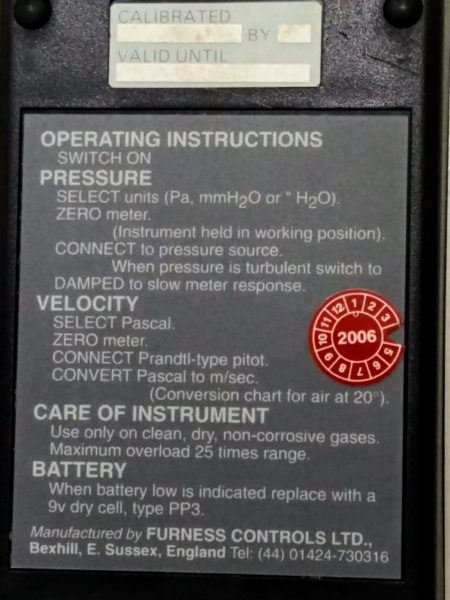 CALIBRATED
BY
VALID UNTIL
OPERATING INSTRUCTIONS
SWITCH ON
PRESSURE
SELECT units (Pa, mmH2O or " H2O).
ZERO meter.
(Instrument held in working position).
CONNECT to pressure source.
When pressure is turbulent switch to
DAMPED to slow meter response.
VELOCITY
SELECT Pascal.
ZERO meter.
CONNECT Prandtl-type pitot.
CONVERT Pascal to m/sec.
(Conversion chart for air at 20°).
12 1 2 3 5 6 7 8 9 10 11
2006
CARE OF INSTRUMENT
Use only on clean, dry, non-corrosive gases.
Maximum overload 25 times range.
BATTERY
When battery low is indicated replace with a
9v dry cell, type PP3.
Manufactured by FURNESS CONTROLS LTD.,
Bexhill, E. Sussex, England Tel: (44) 01424-730316